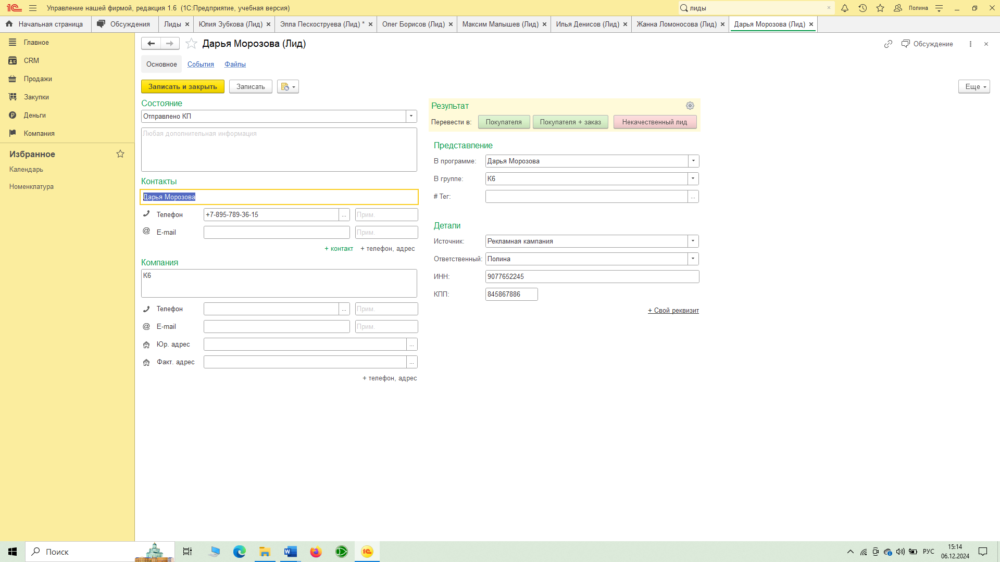 Управление нашей фирмой, редакция 1.6 (1С:Предприятие, учебная версия)
лиды
Полина
Начальная страница
Обсуждения
Лиды
Юлия Зубкова (Лид)
Элла Пескоструева (Лид) *
Олег Борисов (Лид)
Максим Малышев (Лид)
Илья Денисов (Лид)
Жанна Ломоносова (Лид)
Дарья Морозова (Лид)
Главное
CRM
Продажи
Закупки
Деньги
Компания
Избранное
Календарь
Номенклатура
Дарья Морозова (Лид)
Обсуждение
Основное
События
Файлы
Записать и закрыть
Записать
Еще
Состояние
Отправлено КП
Любая дополнительная информация
Контакты
Дарья Морозова
Телефон
+7-895-789-36-15
...
Прим.
E-mail
Прим.
+ контакт
+ телефон, адрес
Компания
К6
Телефон
...
Прим.
E-mail
Прим.
Юр. адрес
...
Факт. адрес
...
+ телефон, адрес
Результат
Перевести в:
Покупателя
Покупателя + заказ
Некачественный лид
Представление
В программе:
Дарья Морозова
В группе:
К6
# Тег:
...
Детали
Источник:
Рекламная кампания
Ответственный:
Полина
ИНН:
9077652245
КПП:
845867886
+ Свой реквизит
Поиск
РУС
15:14
06.12.2024